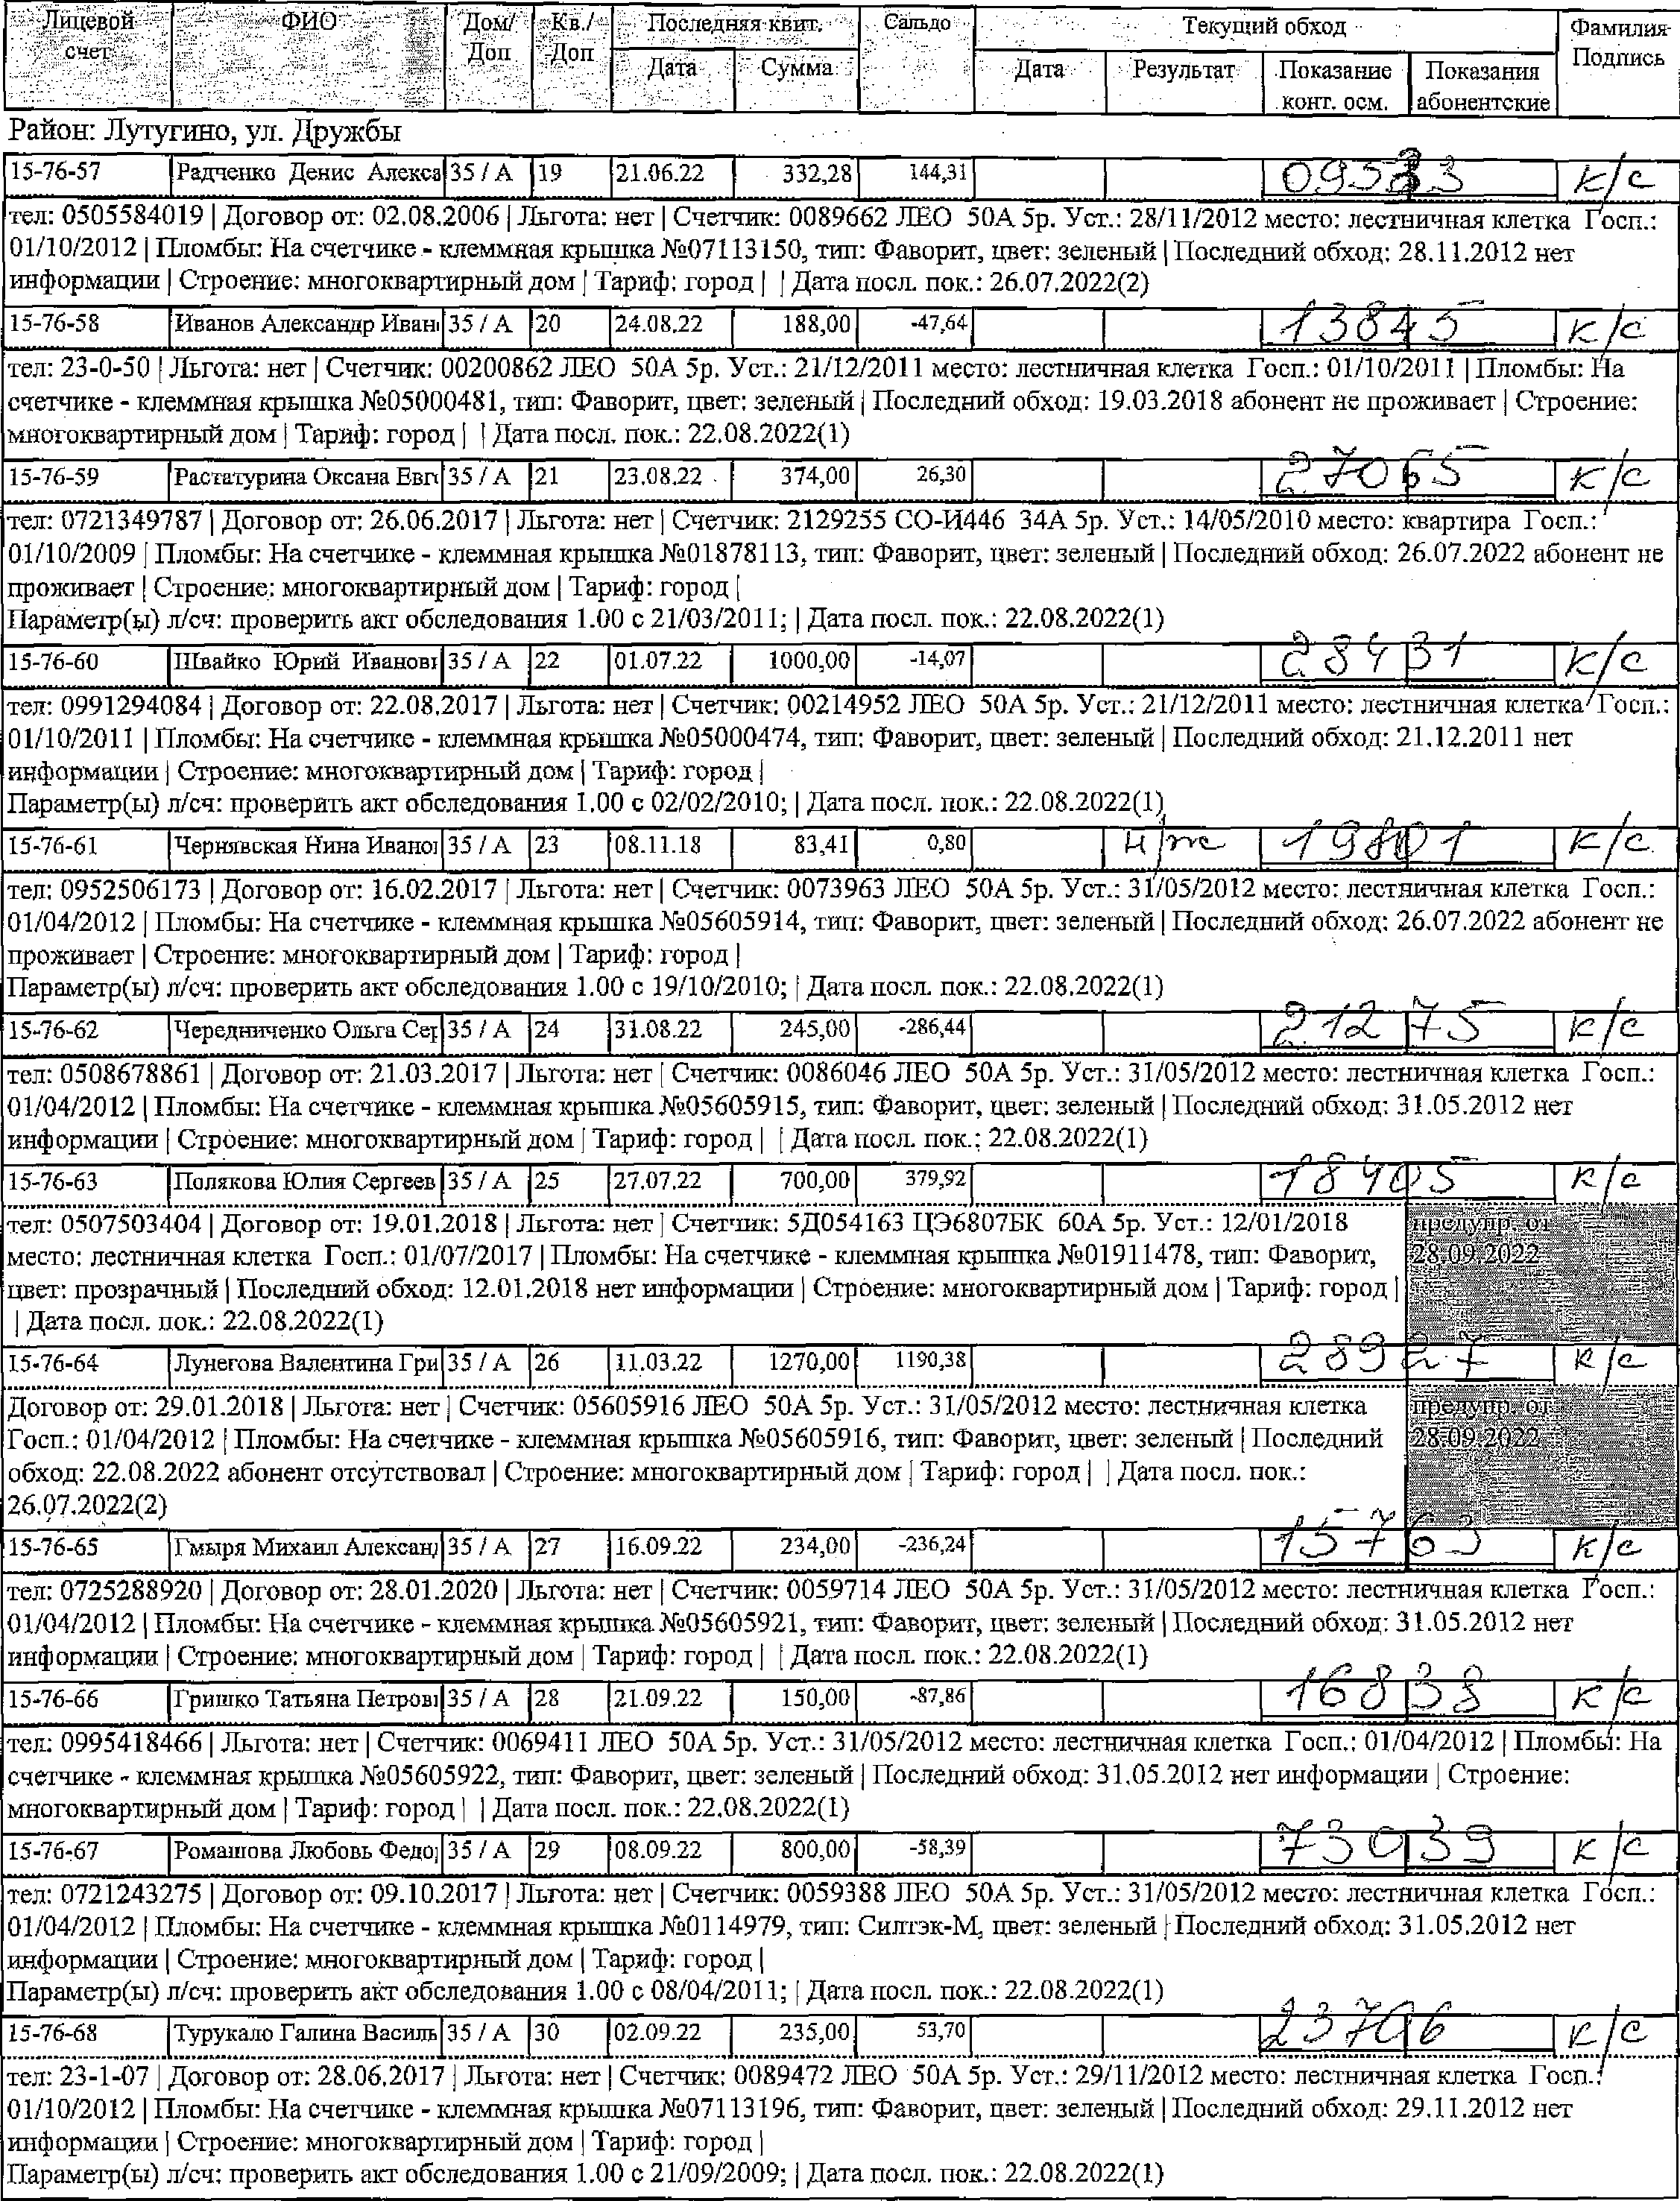 Лицевой счет | ФИО | Дом/ Доп | Кв./ Доп | Последняя квит. | Сальдо | Текущий обход | Фамилия Подпись
Дата | Сумма | Дата | Результат | Показание конт. осм. | Показания абонентские
Район: Лутугино, ул. Дружбы
15-76-57 Радченко Денис Алекса 35 / А 19 21.06.22 332,28 144,31 к/с
тел: 0505584019 | Договор от: 02.08.2006 | Льгота: нет | Счетчик: 0089662 ЛЕО 50А 5р. Уст.: 28/11/2012 место: лестничная клетка Госп.:
01/10/2012 | Пломбы: На счетчике - клеммная крышка №07113150, тип: Фаворит, цвет: зеленый | Последний обход: 28.11.2012 нет
информации | Строение: многоквартирный дом | Тариф: город | | Дата посл. пок.: 26.07.2022(2)
15-76-58 Иванов Александр Иван 35 / А 20 24.08.22 188,00 -47,64 13845 к/с
тел: 23-0-50 | Льгота: нет | Счетчик: 00200862 ЛЕО 50А 5р. Уст.: 21/12/2011 место: лестничная клетка Госп.: 01/10/2011 | Пломбы: На
счетчике - клеммная крышка №05000481, тип: Фаворит, цвет: зеленый | Последний обход: 19.03.2018 абонент не проживает | Строение:
многоквартирный дом | Тариф: город | | Дата посл. пок.: 22.08.2022(1)
15-76-59 Растатурина Оксана Евг 35 / А 21 23.08.22 374,00 26,30 27065 к/с
тел: 0721349787 | Договор от: 26.06.2017 | Льгота: нет | Счетчик: 2129255 СО-И446 34А 5р. Уст.: 14/05/2010 место: квартира Госп.:
01/10/2009 | Пломбы: На счетчике - клеммная крышка №01878113, тип: Фаворит, цвет: зеленый | Последний обход: 26.07.2022 абонент не
проживает | Строение: многоквартирный дом | Тариф: город |
Параметр(ы) л/сч: проверить акт обследования 1.00 с 21/03/2011; | Дата посл. пок.: 22.08.2022(1)
15-76-60 Швайко Юрий Иванов 35 / А 22 01.07.22 1000,00 -14,07 28431 к/с
тел: 0991294084 | Договор от: 22.08.2017 | Льгота: нет | Счетчик: 00214952 ЛЕО 50А 5р. Уст.: 21/12/2011 место: лестничная клетка Госп.:
01/10/2011 | Пломбы: На счетчике - клеммная крышка №05000474, тип: Фаворит, цвет: зеленый | Последний обход: 21.12.2011 нет
информации | Строение: многоквартирный дом | Тариф: город |
Параметр(ы) л/сч: проверить акт обследования 1.00 с 02/02/2010; | Дата посл. пок.: 22.08.2022(1)
15-76-61 Чернявская Нина Ивано 35 / А 23 08.11.18 83,41 0,80 н/ж 19801 к/с
тел: 0952506173 | Договор от: 16.02.2017 | Льгота: нет | Счетчик: 0073963 ЛЕО 50А 5р. Уст.: 31/05/2012 место: лестничная клетка Госп.:
01/04/2012 | Пломбы: На счетчике - клеммная крышка №05605914, тип: Фаворит, цвет: зеленый | Последний обход: 26.07.2022 абонент не
проживает | Строение: многоквартирный дом | Тариф: город |
Параметр(ы) л/сч: проверить акт обследования 1.00 с 19/10/2010; | Дата посл. пок.: 22.08.2022(1)
15-76-62 Чередниченко Ольга Сер 35 / А 24 31.08.22 245,00 -286,44 21275 к/с
тел: 0508678861 | Договор от: 21.03.2017 | Льгота: нет | Счетчик: 0086046 ЛЕО 50А 5р. Уст.: 31/05/2012 место: лестничная клетка Госп.:
01/04/2012 | Пломбы: На счетчике - клеммная крышка №05605915, тип: Фаворит, цвет: зеленый | Последний обход: 31.05.2012 нет
информации | Строение: многоквартирный дом | Тариф: город | | Дата посл. пок.: 22.08.2022(1)
15-76-63 Полякова Юлия Сергеев 35 / А 25 27.07.22 700,00 379,92 18405 к/с
тел: 0507503404 | Договор от: 19.01.2018 | Льгота: нет | Счетчик: 5Д054163 ЦЭ6807БК 60А 5р. Уст.: 12/01/2018 предупр. от
место: лестничная клетка Госп.: 01/07/2017 | Пломбы: На счетчике - клеммная крышка №01911478, тип: Фаворит, 28.09.2022
цвет: прозрачный | Последний обход: 12.01.2018 нет информации | Строение: многоквартирный дом | Тариф: город |
| Дата посл. пок.: 22.08.2022(1)
15-76-64 Лунегова Валентина Гри 35 / А 26 11.03.22 1270,00 1190,38 28927 к/с
Договор от: 29.01.2018 | Льгота: нет | Счетчик: 05605916 ЛЕО 50А 5р. Уст.: 31/05/2012 место: лестничная клетка предупр. от
Госп.: 01/04/2012 | Пломбы: На счетчике - клеммная крышка №05605916, тип: Фаворит, цвет: зеленый | Последний 28.09.2022
обход: 22.08.2022 абонент отсутствовал | Строение: многоквартирный дом | Тариф: город | | Дата посл. пок.:
26.07.2022(2)
15-76-65 Гмыря Михаил Алексан 35 / А 27 16.09.22 234,00 -236,24 15763 к/с
тел: 0725288920 | Договор от: 28.01.2020 | Льгота: нет | Счетчик: 0059714 ЛЕО 50А 5р. Уст.: 31/05/2012 место: лестничная клетка Госп.:
01/04/2012 | Пломбы: На счетчике - клеммная крышка №05605921, тип: Фаворит, цвет: зеленый | Последний обход: 31.05.2012 нет
информации | Строение: многоквартирный дом | Тариф: город | | Дата посл. пок.: 22.08.2022(1)
15-76-66 Гришко Татьяна Петров 35 / А 28 21.09.22 150,00 -87,86 16838 к/с
тел: 0995418466 | Льгота: нет | Счетчик: 0069411 ЛЕО 50А 5р. Уст.: 31/05/2012 место: лестничная клетка Госп.: 01/04/2012 | Пломбы: На
счетчике - клеммная крышка №05605922, тип: Фаворит, цвет: зеленый | Последний обход: 31.05.2012 нет информации | Строение:
многоквартирный дом | Тариф: город | | Дата посл. пок.: 22.08.2022(1)
15-76-67 Ромашова Любовь Федо 35 / А 29 08.09.22 800,00 -58,39 73039 к/с
тел: 0721243275 | Договор от: 09.10.2017 | Льгота: нет | Счетчик: 0059388 ЛЕО 50А 5р. Уст.: 31/05/2012 место: лестничная клетка Госп.:
01/04/2012 | Пломбы: На счетчике - клеммная крышка №0114979, тип: Силтэк-М, цвет: зеленый | Последний обход: 31.05.2012 нет
информации | Строение: многоквартирный дом | Тариф: город |
Параметр(ы) л/сч: проверить акт обследования 1.00 с 08/04/2011; | Дата посл. пок.: 22.08.2022(1)
15-76-68 Турукало Галина Василь 35 / А 30 02.09.22 235,00 53,70 к/с
тел: 23-1-07 | Договор от: 28.06.2017 | Льгота: нет | Счетчик: 0089472 ЛЕО 50А 5р. Уст.: 29/11/2012 место: лестничная клетка Госп.:
01/10/2012 | Пломбы: На счетчике - клеммная крышка №07113196, тип: Фаворит, цвет: зеленый | Последний обход: 29.11.2012 нет
информации | Строение: многоквартирный дом | Тариф: город |
Параметр(ы) л/сч: проверить акт обследования 1.00 с 21/09/2009; | Дата посл. пок.: 22.08.2022(1)